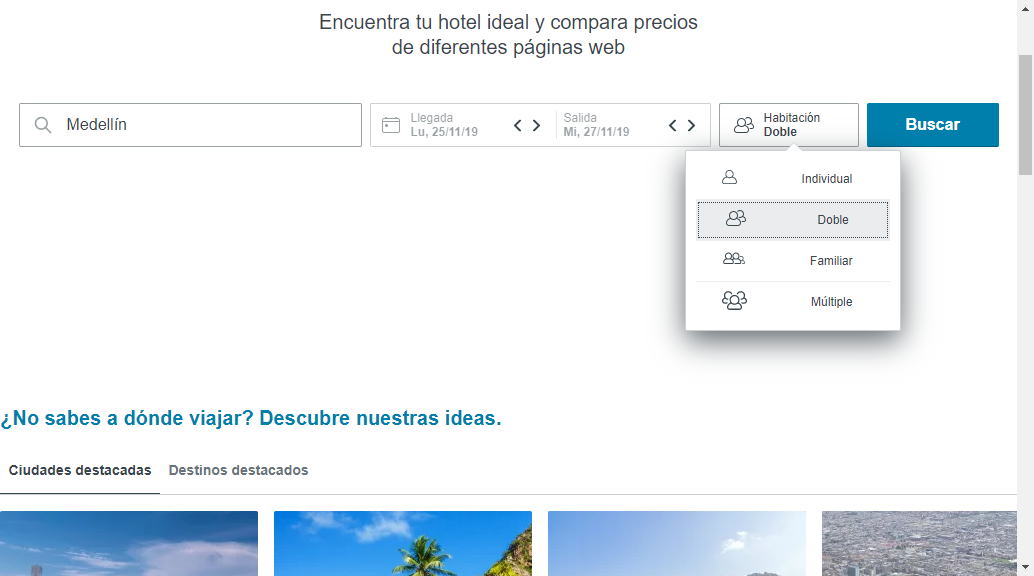 Encuentra tu hotel ideal y compara precios
de diferentes páginas web
Medellín
Llegada
Lu, 25/11/19
Salida
Mi, 27/11/19
Habitación
Doble
Buscar
Individual
Doble
Familiar
Múltiple
¿No sabes a dónde viajar? Descubre nuestras ideas.
Ciudades destacadas
Destinos destacados